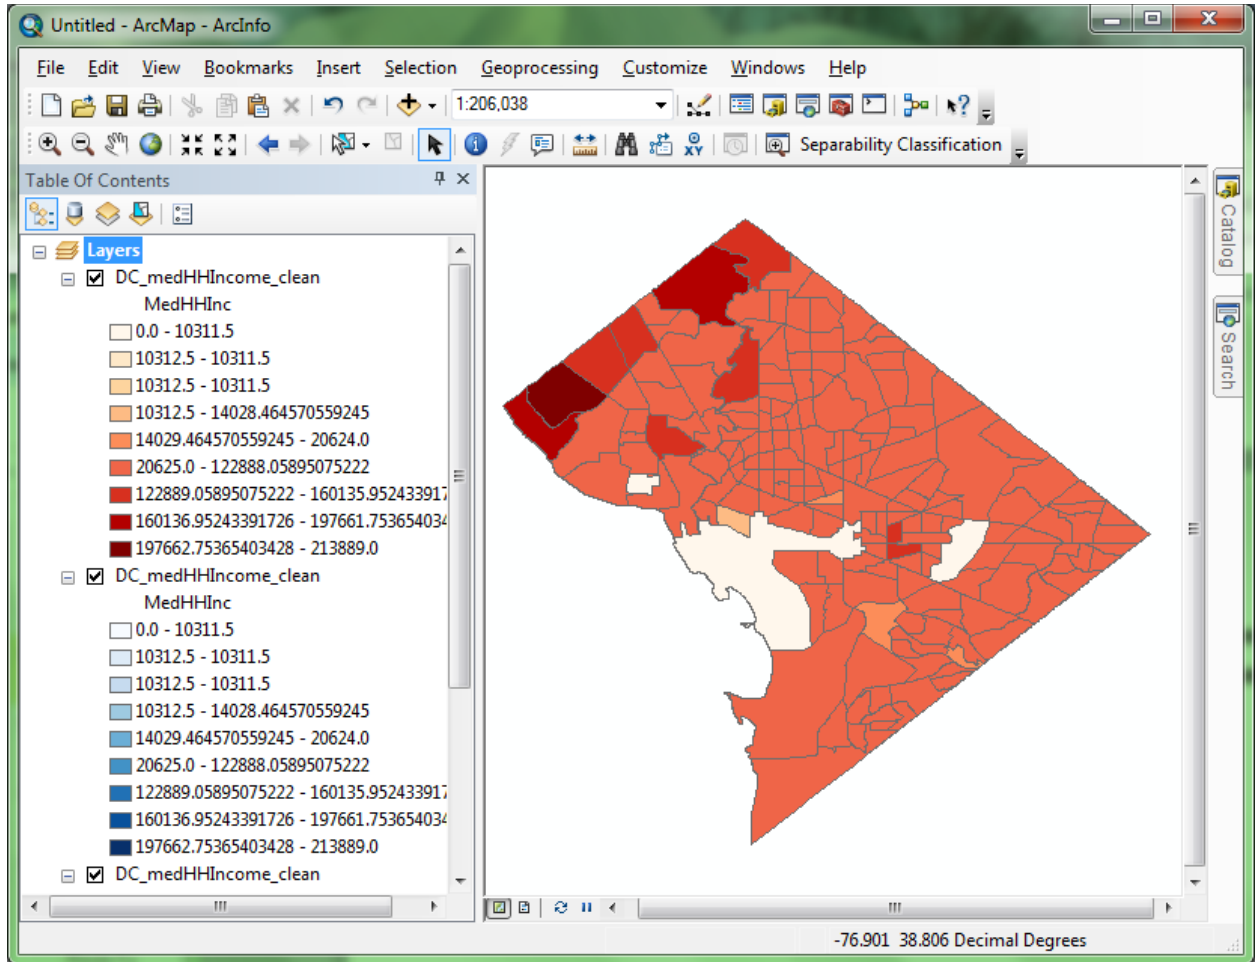 Untitled - ArcMap - ArcInfo
File Edit View Bookmarks Insert Selection Geoprocessing Customize Windows Help
1:206,038
XY Separability Classification
Table Of Contents
Layers
DC_medHHIncome_clean
MedHHInc
0.0 - 10311.5
10312.5 - 10311.5
10312.5 - 10311.5
10312.5 - 14028.464570559245
14029.464570559245 - 20624.0
20625.0 - 122888.05895075222
122889.05895075222 - 160135.952433917
160136.95243391726 - 197661.753654034
197662.75365403428 - 213889.0
DC_medHHIncome_clean
MedHHInc
0.0 - 10311.5
10312.5 - 10311.5
10312.5 - 10311.5
10312.5 - 14028.464570559245
14029.464570559245 - 20624.0
20625.0 - 122888.05895075222
122889.05895075222 - 160135.952433917
160136.95243391726 - 197661.753654034
197662.75365403428 - 213889.0
DC_medHHIncome_clean
Catalog
Search
-76.901 38.806 Decimal Degrees